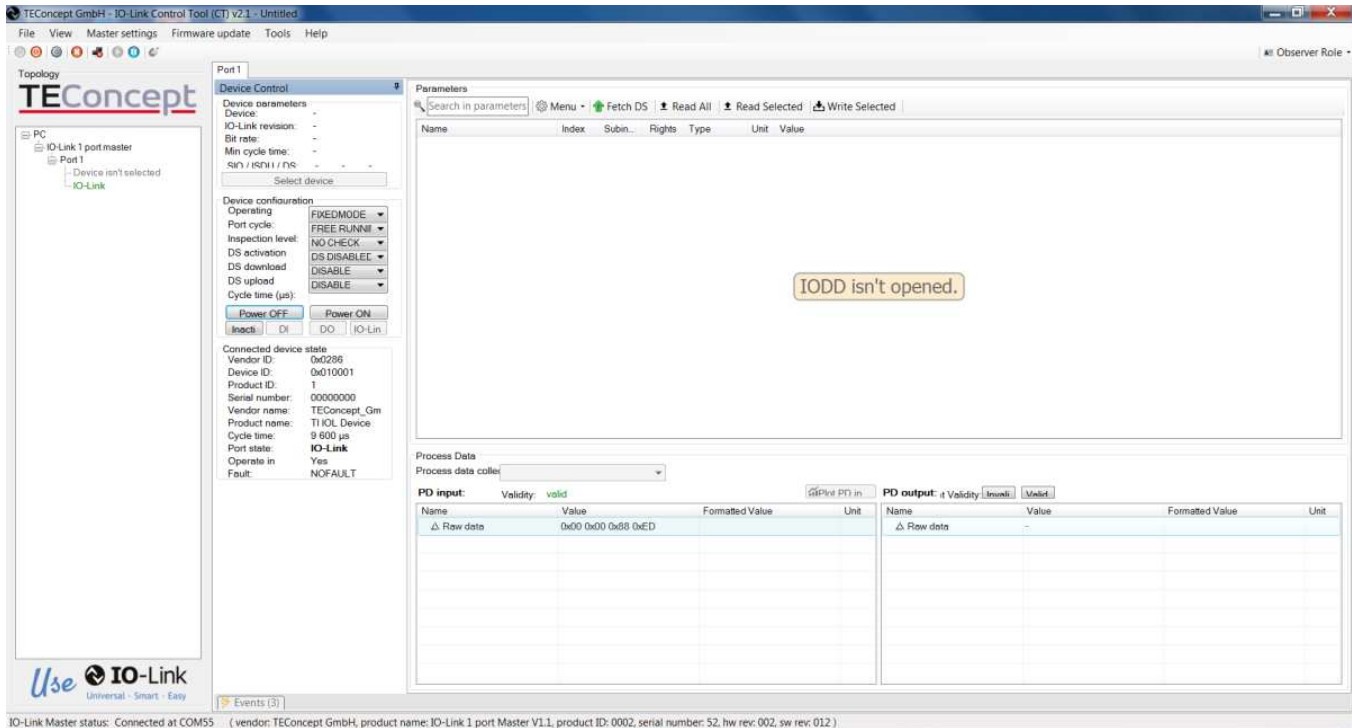 TEConcept GmbH - IO-Link Control Tool (CT) v2.1 - Untitled
File View Master settings Firmware update Tools Help
Observer Role
Topology
TEConcept
PC
IO-Link 1 port master
Port 1
Device isn't selected
IO-Link
Use IO-Link
Universal - Smart - Easy
Port 1
Device Control
Device parameters
Device: -
IO-Link revision: -
Bit rate: -
Min cycle time: -
SIO / ISDU / DS: - - -
Select device
Device configuration
Operating FIXEDMODE
Port cycle: FREE RUNNII
Inspection level: NO CHECK
DS activation DS DISABLEE
DS download DISABLE
DS upload DISABLE
Cycle time (µs):
Power OFF Power ON
Inacti DI DO IO-Lin
Connected device state
Vendor ID: 0x0286
Device ID: 0x010001
Product ID: 1
Serial number: 00000000
Vendor name: TEConcept_Gm
Product name: TI IOL Device
Cycle time: 9 600 µs
Port state: IO-Link
Operate in Yes
Fault: NOFAULT
Events (3)
Parameters
Search in parameters Menu Fetch DS Read All Read Selected Write Selected
Name Index Subin... Rights Type Unit Value
IODD isn't opened.
Process Data
Process data colle
PD input: Validity: valid Plot PD in
Name Value Formatted Value Unit
Raw data 0x00 0x00 0x88 0xED
PD output: Validity: Invali Valid
Name Value Formatted Value Unit
Raw data -
IO-Link Master status: Connected at COM55 ( vendor: TEConcept GmbH, product name: IO-Link 1 port Master V1.1, product ID: 0002, serial number: 52, hw rev: 002, sw rev: 012 )